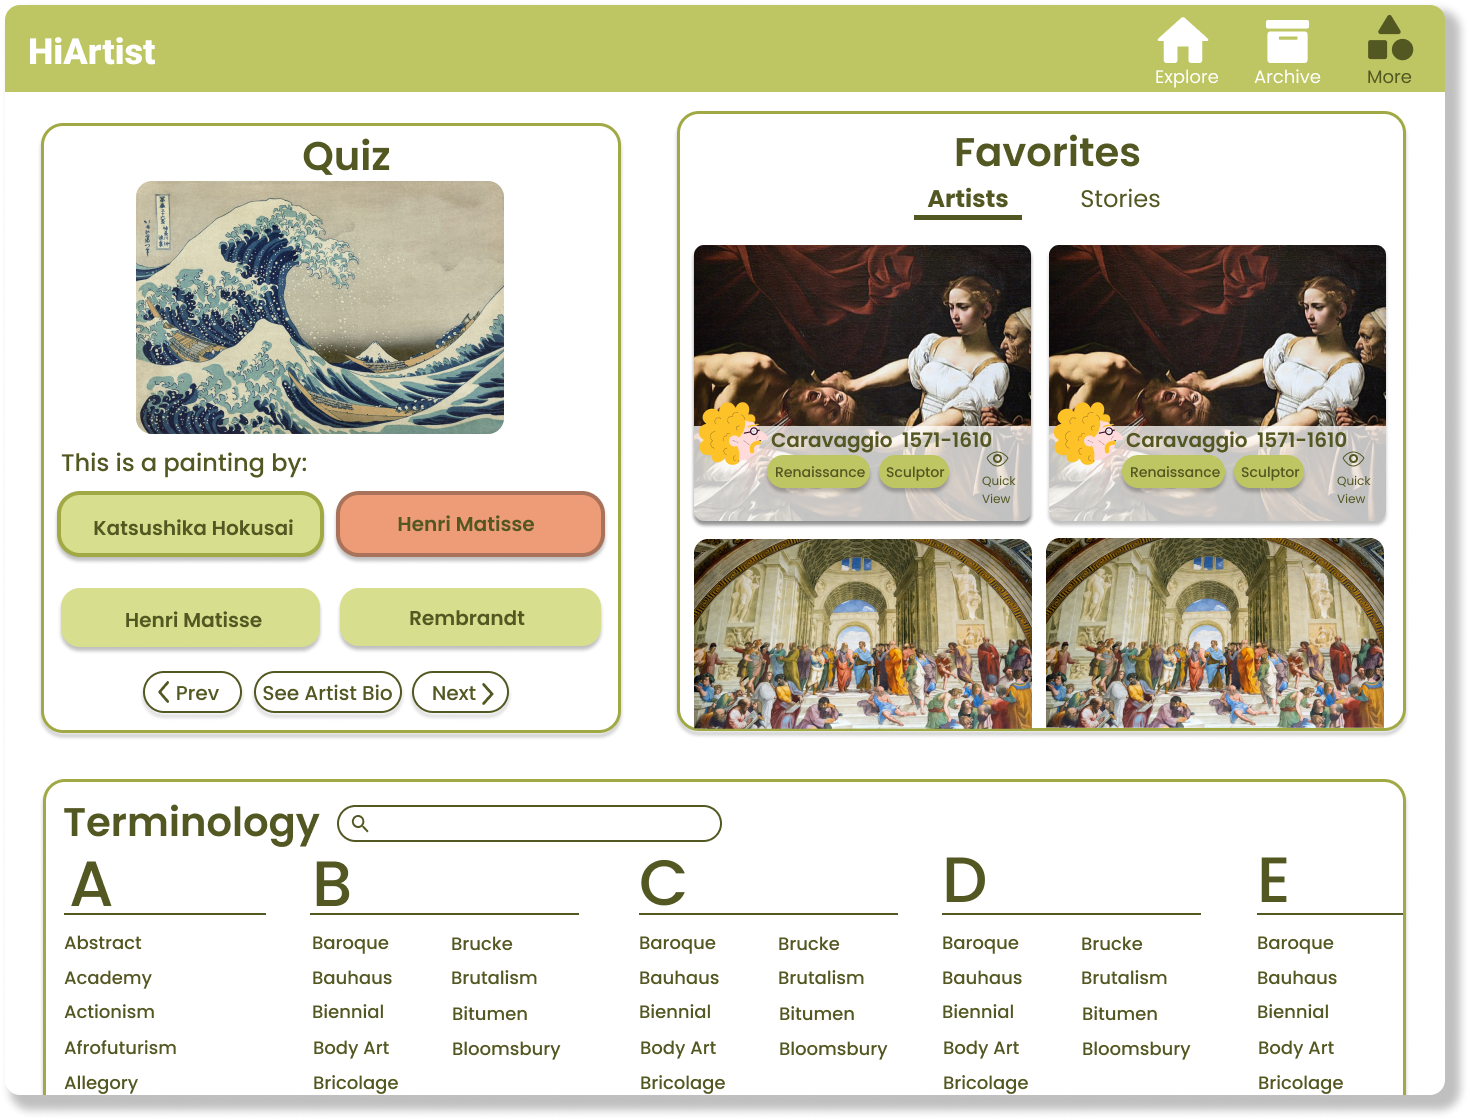 HiArtist
Explore
Archive
More
Quiz
This is a painting by:
Katsushika Hokusai
Henri Matisse
Henri Matisse
Rembrandt
Prev
See Artist Bio
Next
Favorites
Artists
Stories
Caravaggio 1571-1610
Renaissance
Sculptor
Quick
View
Caravaggio 1571-1610
Renaissance
Sculptor
Quick
View
Terminology
A
Abstract
Academy
Actionism
Afrofuturism
Allegory
B
Baroque
Bauhaus
Biennial
Body Art
Bricolage
Brucke
Brutalism
Bitumen
Bloomsbury
C
Baroque
Bauhaus
Biennial
Body Art
Bricolage
Brucke
Brutalism
Bitumen
Bloomsbury
D
Baroque
Bauhaus
Biennial
Body Art
Bricolage
Brucke
Brutalism
Bitumen
Bloomsbury
E
Baroque
Bauhaus
Biennial
Body Art
Bricolage